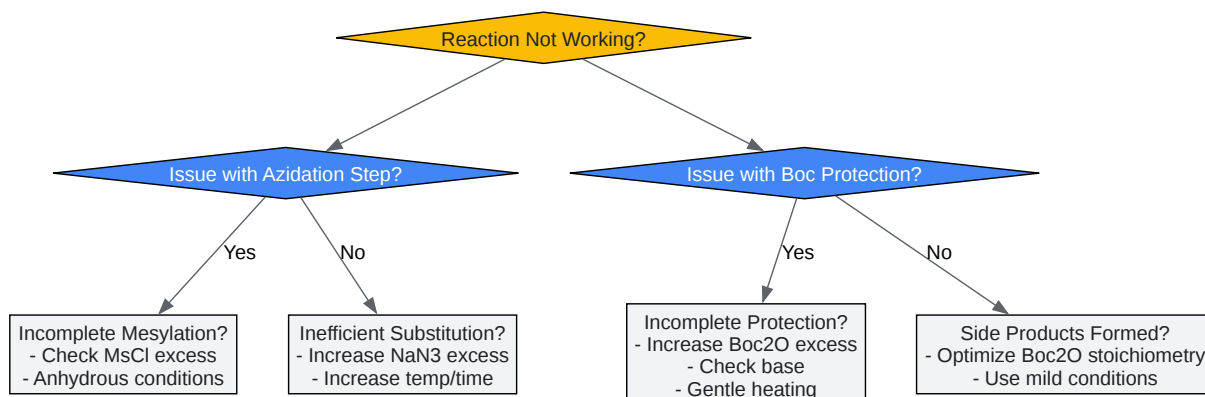 Reaction Not Working?
Issue with Azidation Step?
Issue with Boc Protection?
Yes
No
Yes
No
Incomplete Mesylation?
- Check MsCl excess
- Anhydrous conditions
Inefficient Substitution?
- Increase NaN3 excess
- Increase temp/time
Incomplete Protection?
- Increase Boc2O excess
- Check base
- Gentle heating
Side Products Formed?
- Optimize Boc2O stoichiometry
- Use mild conditions